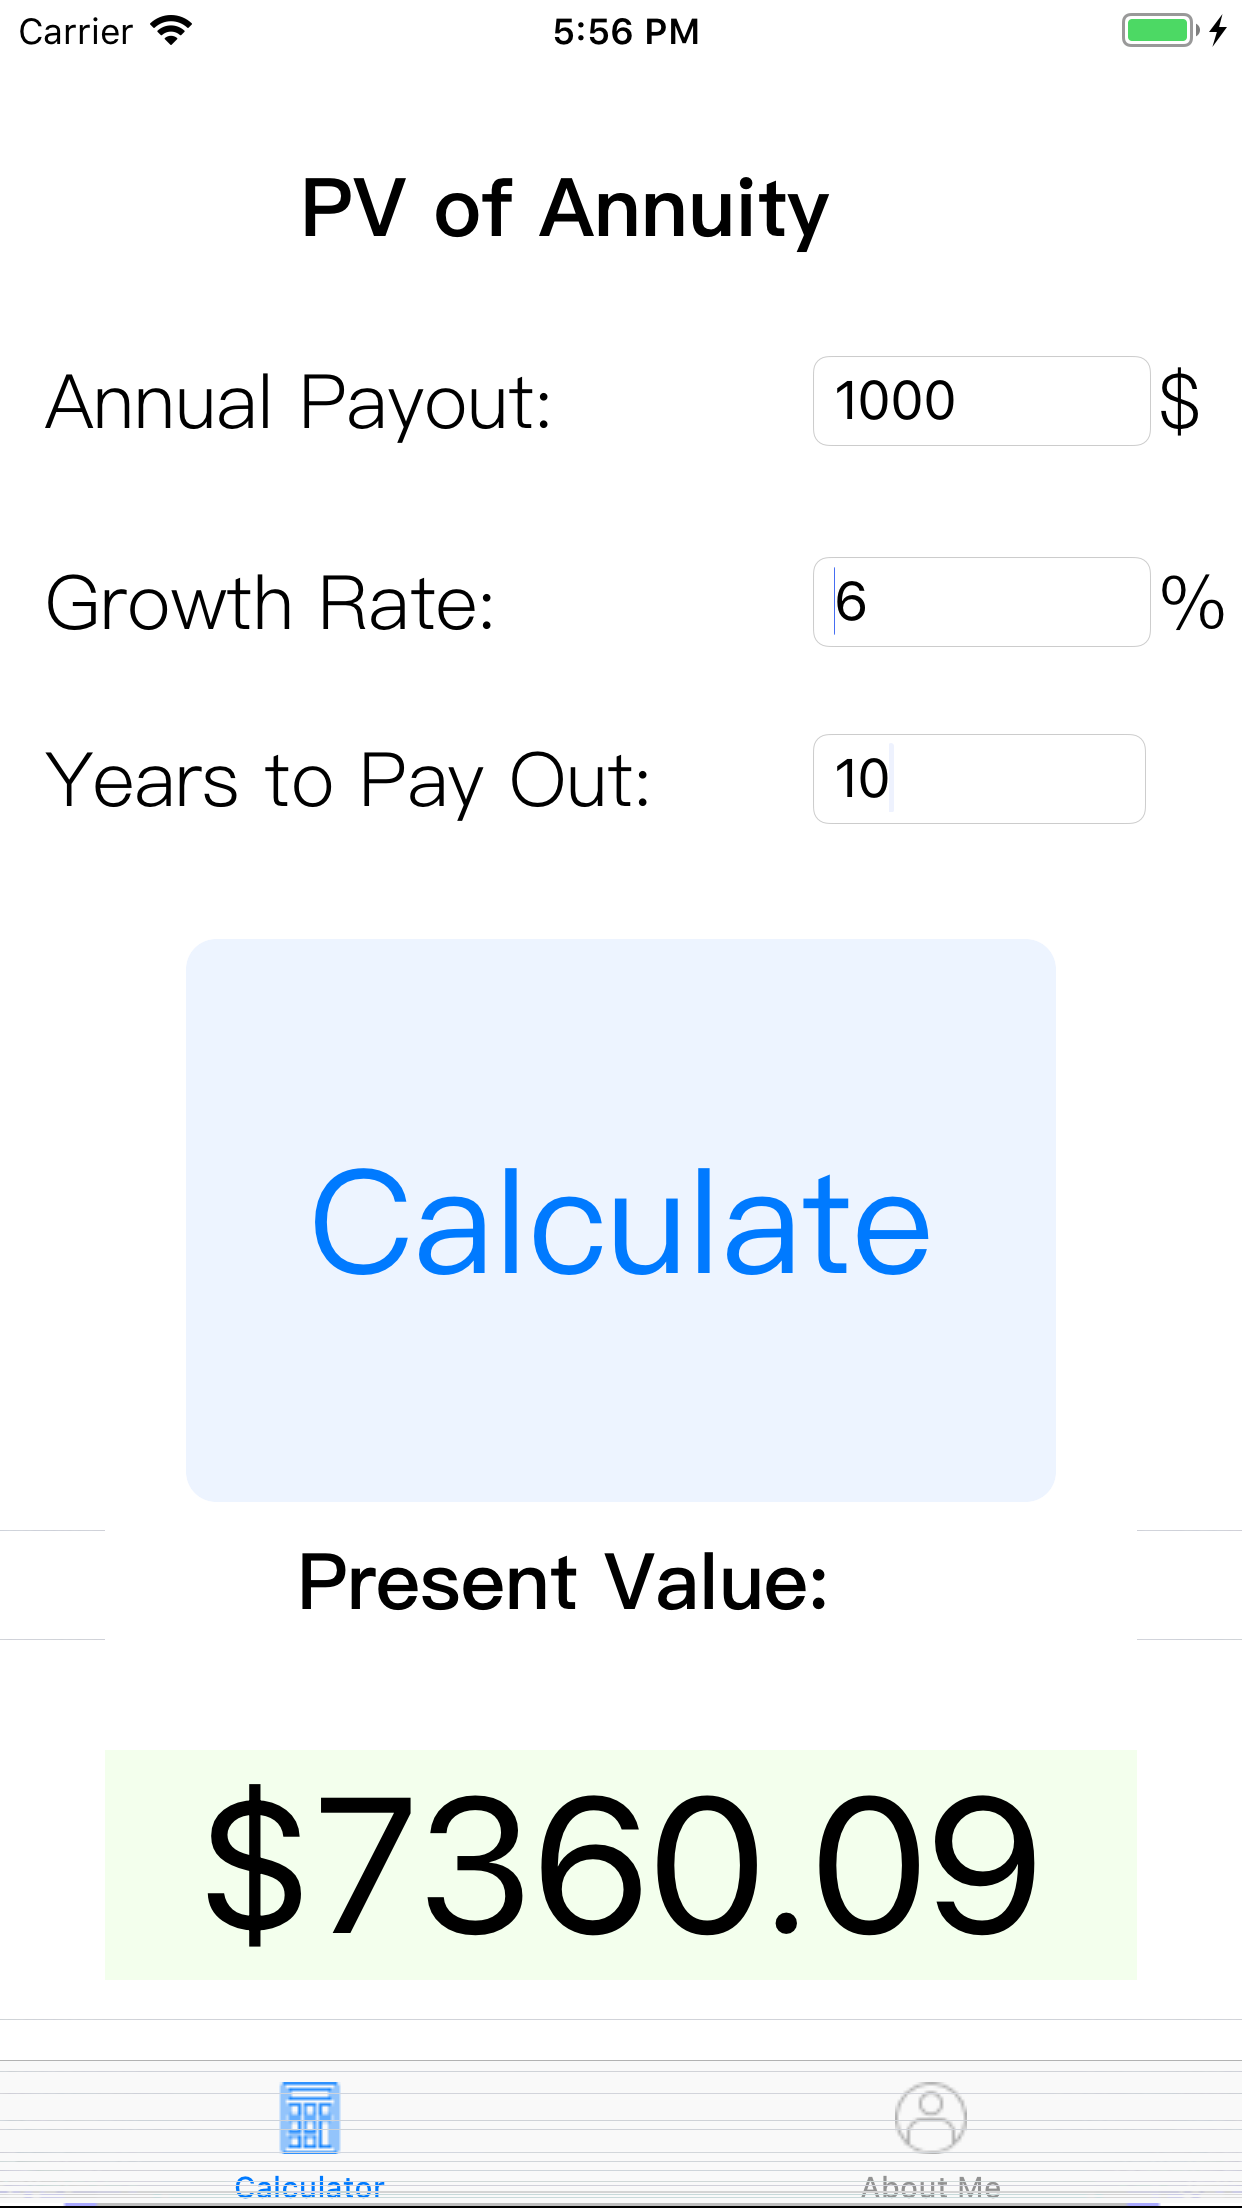 Carrier 5:56 PM
PV of Annuity
Annual Payout: 1000 $
Growth Rate: 6 %
Years to Pay Out: 10
Calculate
Present Value:
$7360.09
Calculator About Me